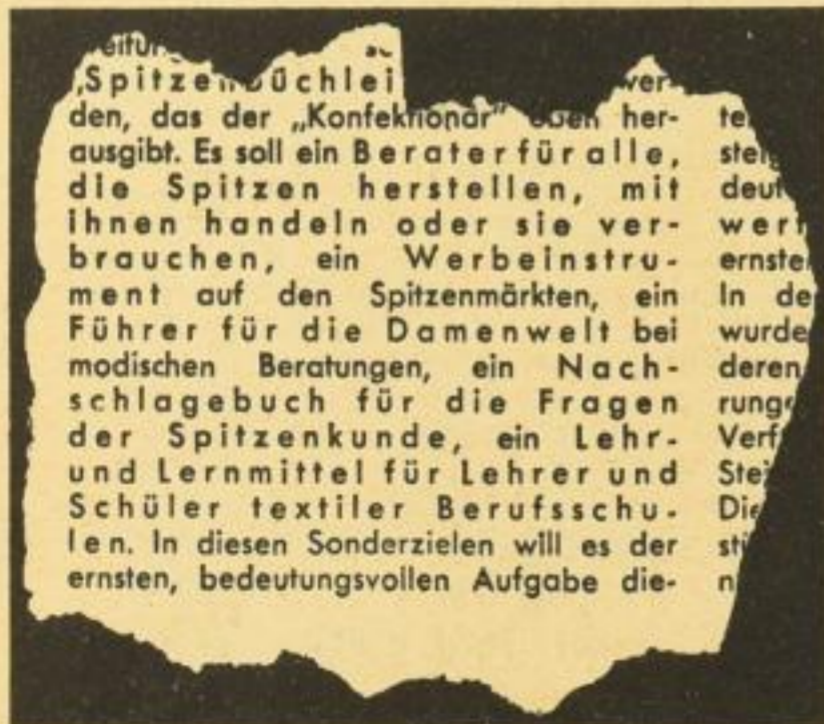 „Spitzenbüchlei wer-
den, das der „Konfektionär" eben her-
ausgibt. Es soll ein Berater für alle,
die Spitzen herstellen, mit
ihnen handeln oder sie ver-
brauchen, ein Werbeinstru-
ment auf den Spitzenmärkten, ein
Führer für die Damenwelt bei
modischen Beratungen, ein Nach-
schlagebuch für die Fragen
der Spitzenkunde, ein Lehr-
und Lernmittel für Lehrer und
Schüler textiler Berufsschu-
len. In diesen Sonderzielen will es der
ernsten, bedeutungsvollen Aufgabe die-
te
steig
deut
wert
ernste
In de
wurde
deren
runge
Verf
Stei
Die